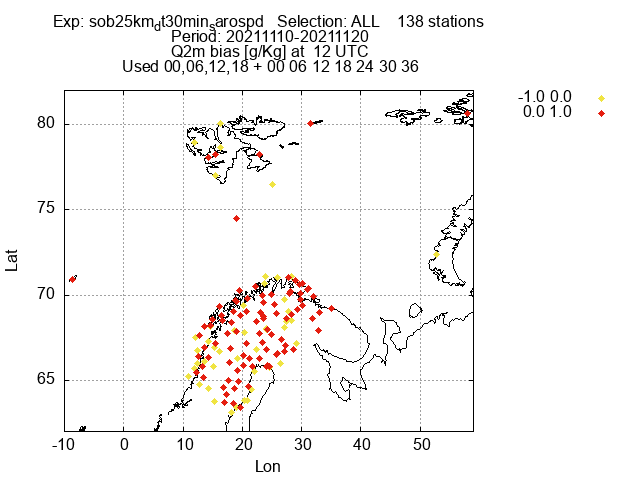 Exp: sob25km_dt30min_sarospd   Selection: ALL    138 stations
Period: 20211110-20211120
Q2m bias [g/Kg] at  12 UTC
Used 00,06,12,18 + 00 06 12 18 24 30 36
-1.0 0.0
0.0 1.0
80
75
70
65
Lat
-10 0 10 20 30 40 50
Lon